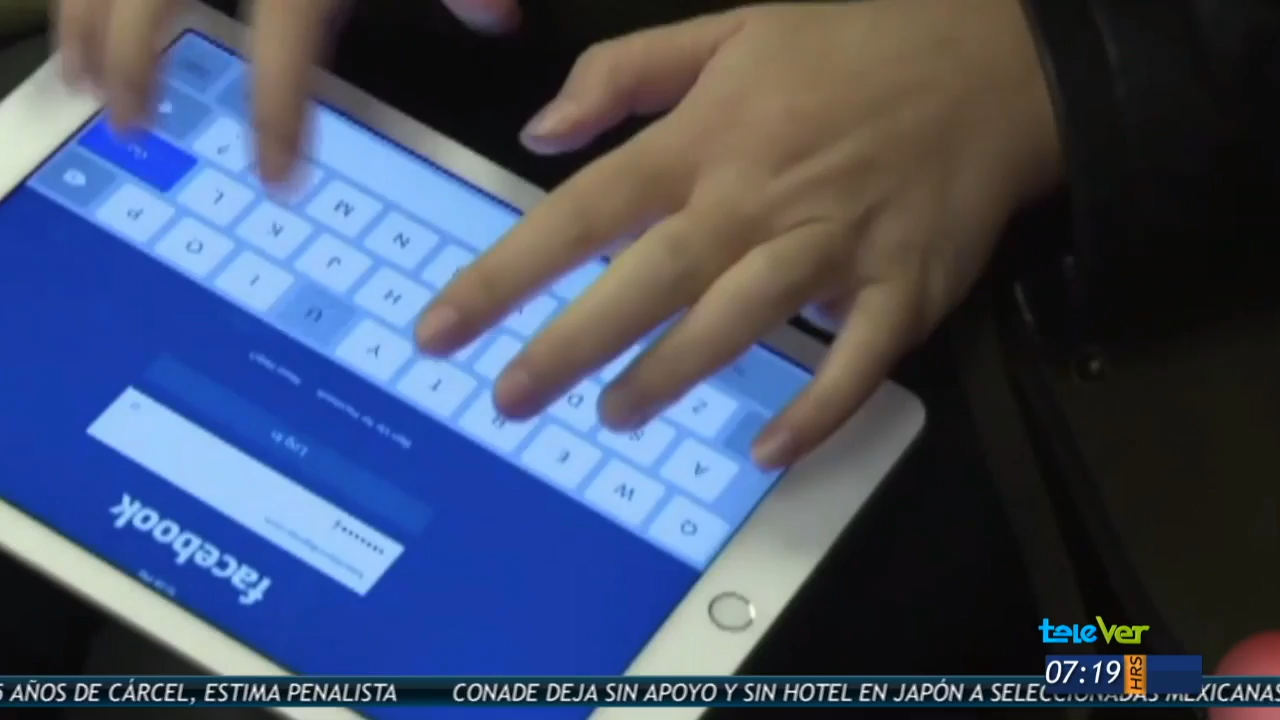 facebook
Log In
Q W E R T Y U I O P
A S D H J K L
Z N M
teleVer
07:19 HRS
5 AÑOS DE CÁRCEL, ESTIMA PENALISTA CONADE DEJA SIN APOYO Y SIN HOTEL EN JAPÓN A SELECCIONADAS MEXICANAS